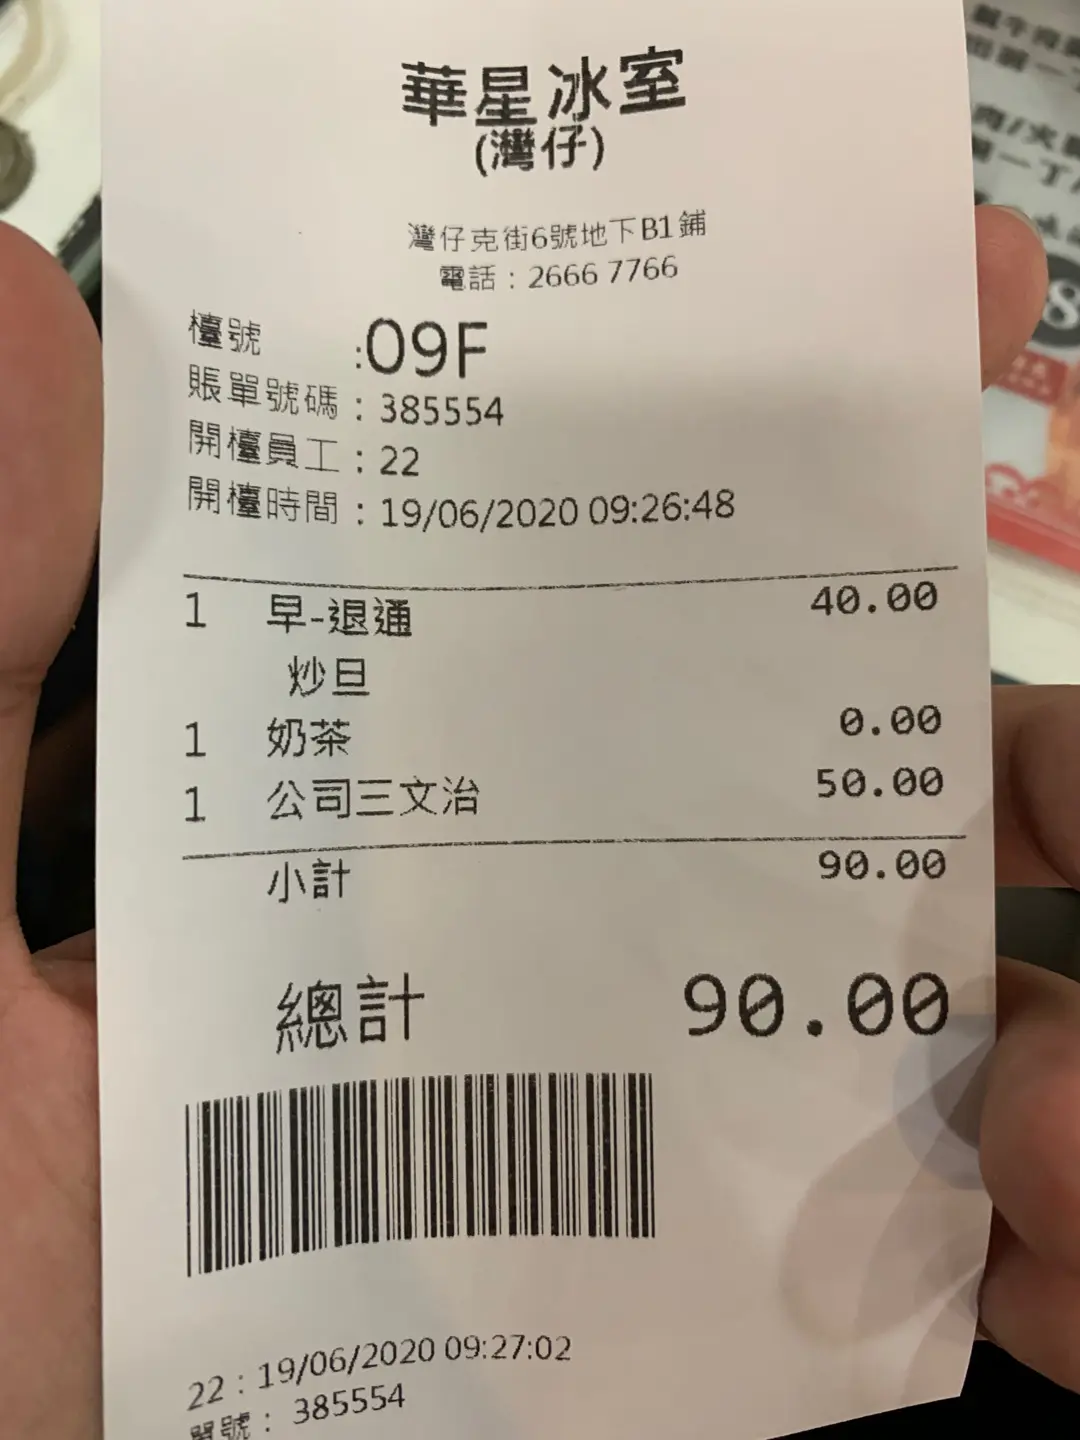 華星冰室
(灣仔)
灣仔克街6號地下B1鋪
電話：2666 7766
檯號 :09F
賬單號碼：385554
開檯員工：22
開檯時間：19/06/2020 09:26:48
1 早-退通 40.00
炒旦
1 奶茶 0.00
1 公司三文治 50.00
小計 90.00
總計 90.00
22：19/06/2020 09:27:02
單號： 385554